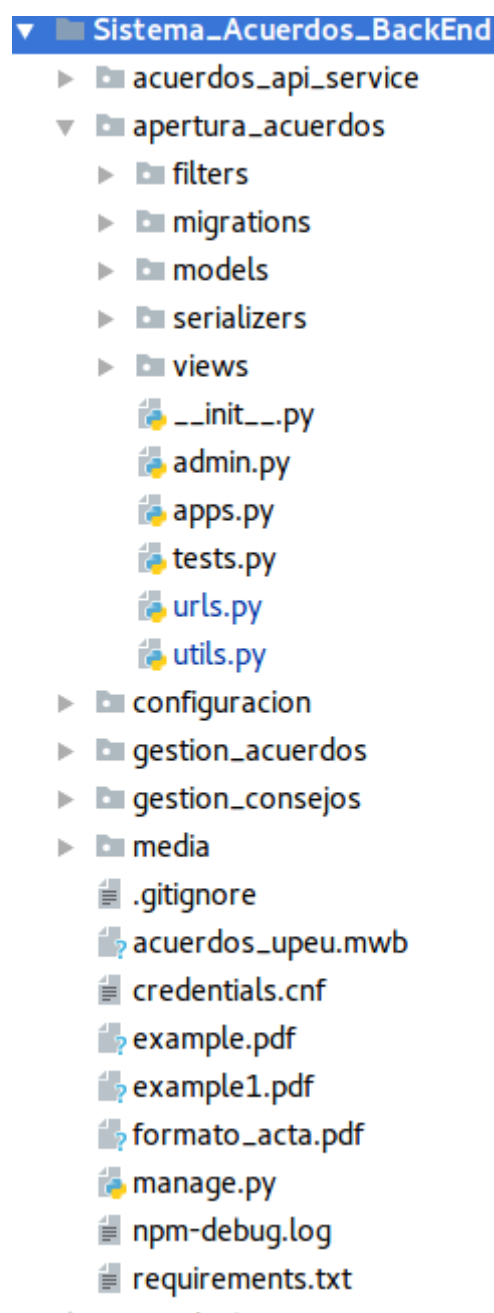 Sistema_Acuerdos_BackEnd
acuerdos_api_service
apertura_acuerdos
filters
migrations
models
serializers
views
__init__.py
admin.py
apps.py
tests.py
urls.py
utils.py
configuracion
gestion_acuerdos
gestion_consejos
media
.gitignore
acuerdos_upeu.mwb
credentials.cnf
example.pdf
example1.pdf
formato_acta.pdf
manage.py
npm-debug.log
requirements.txt